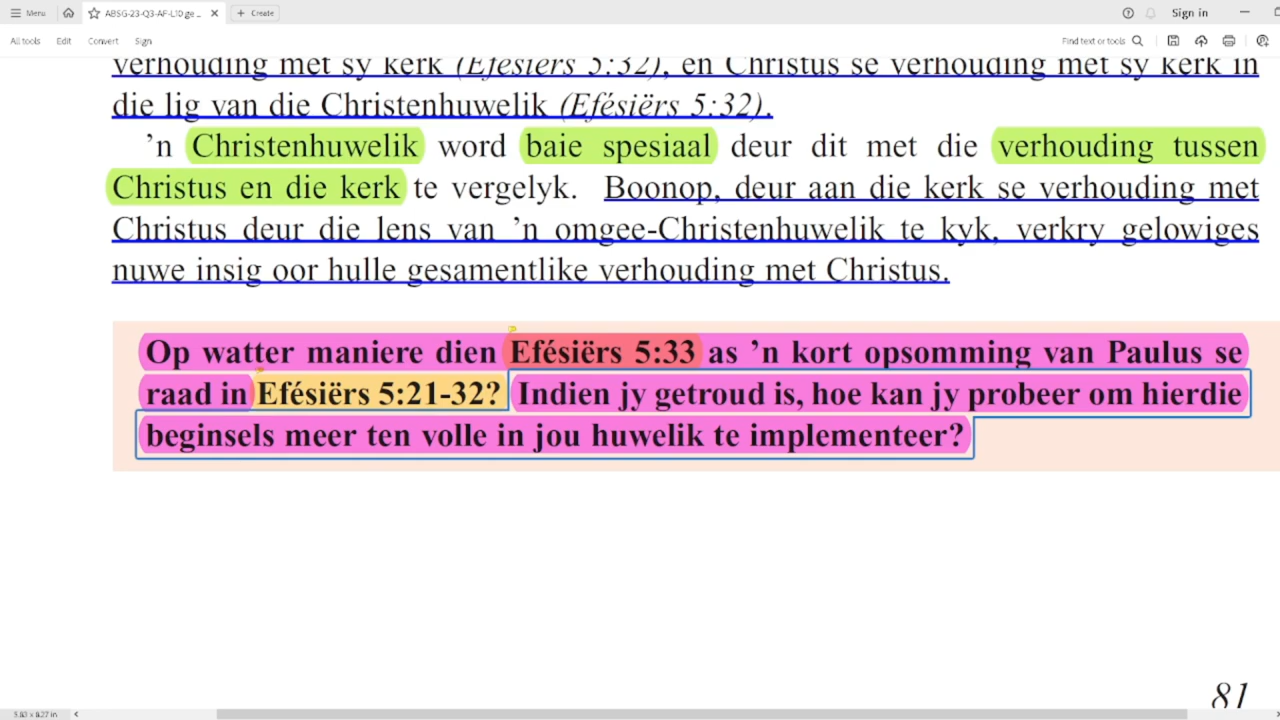 Menu
ABSG-23-Q3-AF-L10 ge ...
Create
Sign in
All tools Edit Convert Sign
Find text or tools
verhouding met sy kerk (Efésiërs 5:32), en Christus se verhouding met sy kerk in
die lig van die Christenhuwelik (Efésiërs 5:32).
’n Christenhuwelik word baie spesiaal deur dit met die verhouding tussen
Christus en die kerk te vergelyk. Boonop, deur aan die kerk se verhouding met
Christus deur die lens van ’n omgee-Christenhuwelik te kyk, verkry gelowiges
nuwe insig oor hulle gesamentlike verhouding met Christus.
Op watter maniere dien Efésiërs 5:33 as ’n kort opsomming van Paulus se
raad in Efésiërs 5:21-32? Indien jy getroud is, hoe kan jy probeer om hierdie
beginsels meer ten volle in jou huwelik te implementeer?
81
5.83 x 8.27 in